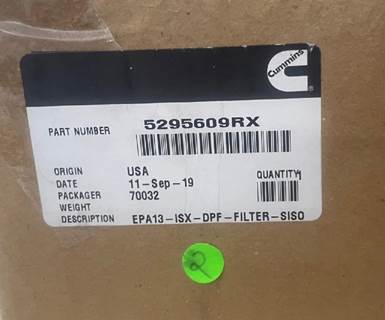 Cummins
PART NUMBER 5295609RX
ORIGIN USA
DATE 11-Sep-19 QUANTITY 1
PACKAGER 70032
WEIGHT
DESCRIPTION EPA13-ISX-DPF-FILTER-SISO